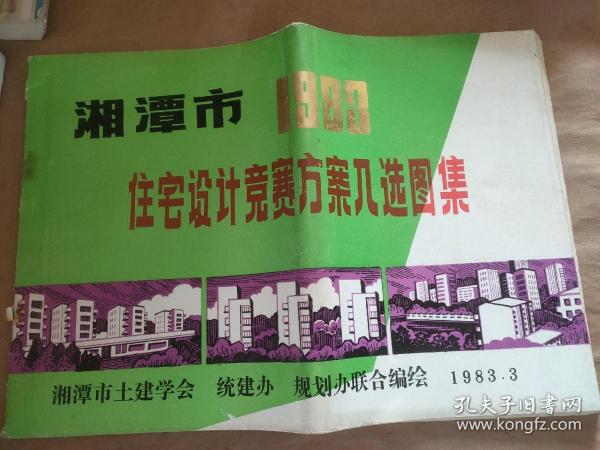 湘潭市 1983
住宅设计竞赛方案入选图集
湘潭市土建学会 统建办 规划办联合编绘 1983.3
孔夫子旧书网
www.kongfz.com